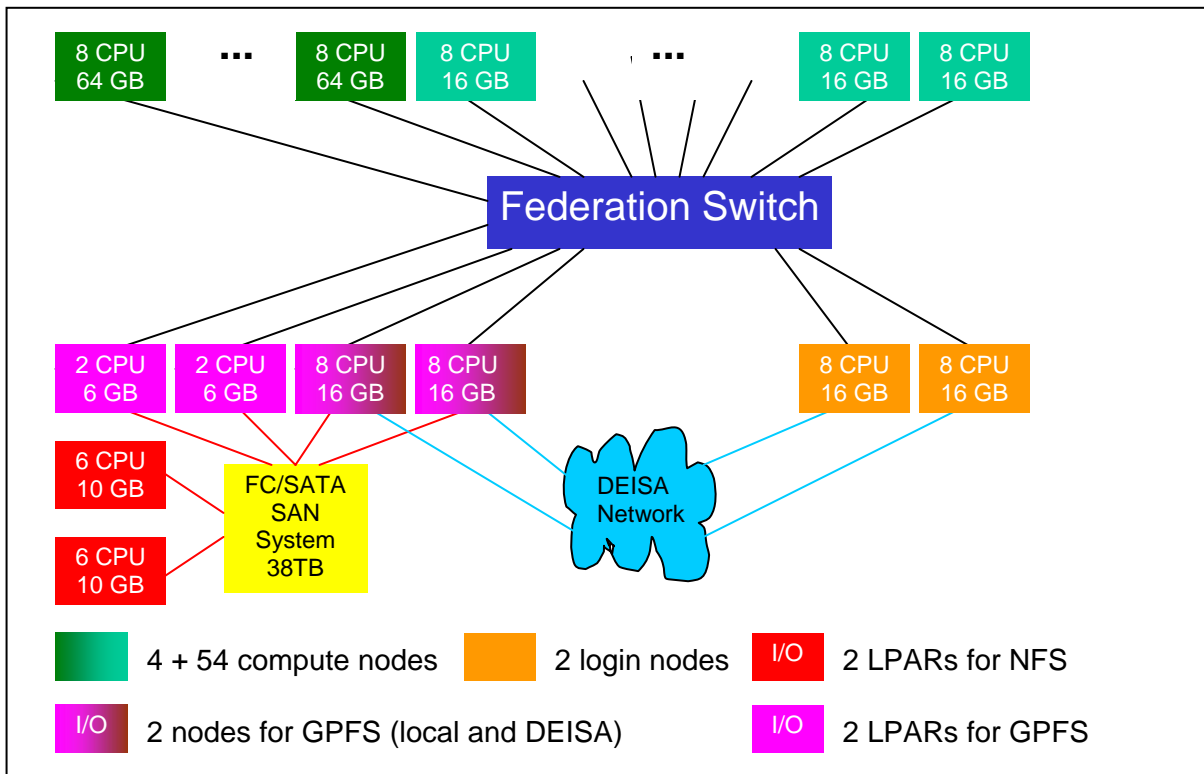 8 CPU
64 GB
...
8 CPU
64 GB
8 CPU
16 GB
...
8 CPU
16 GB
8 CPU
16 GB
Federation Switch
2 CPU
6 GB
2 CPU
6 GB
8 CPU
16 GB
8 CPU
16 GB
8 CPU
16 GB
8 CPU
16 GB
6 CPU
10 GB
6 CPU
10 GB
FC/SATA
SAN
System
38TB
DEISA
Network
4 + 54 compute nodes
2 login nodes
I/O
2 LPARs for NFS
I/O
2 nodes for GPFS (local and DEISA)
I/O
2 LPARs for GPFS